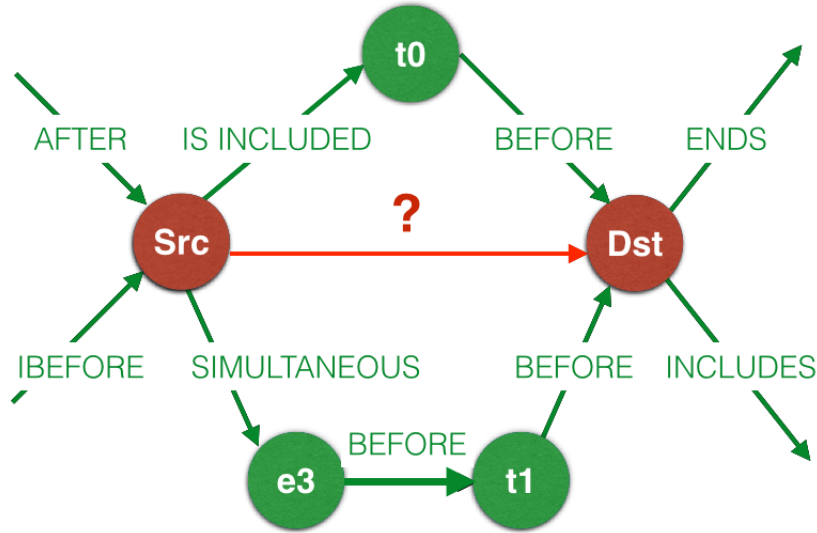 t0
AFTER
IS INCLUDED
BEFORE
ENDS
?
Src
Dst
IBEFORE
SIMULTANEOUS
BEFORE
INCLUDES
BEFORE
e3
t1